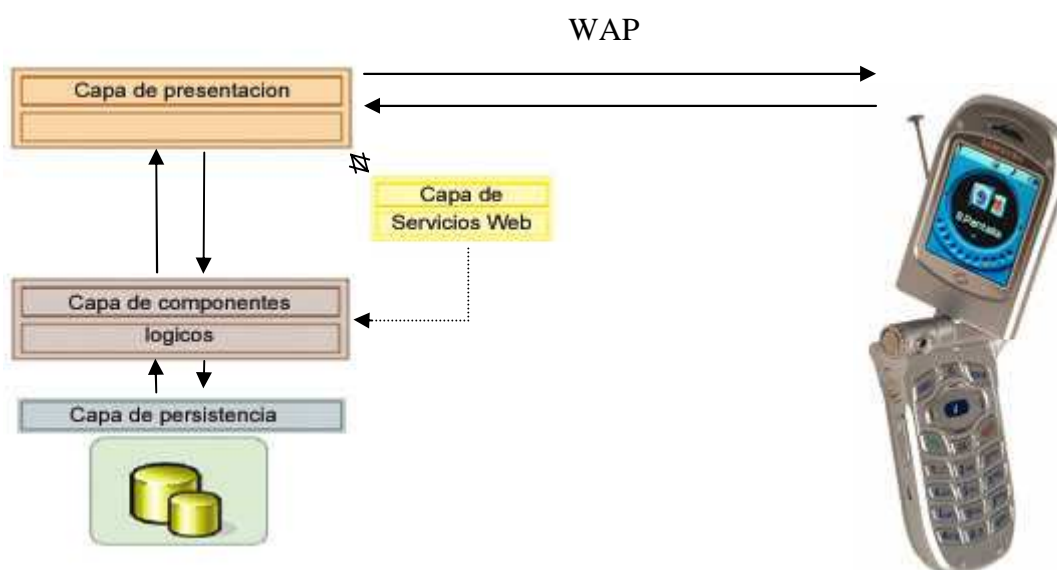 WAP
Capa de presentacion
Capa de
Servicios Web
Capa de componentes
logicos
Capa de persistencia